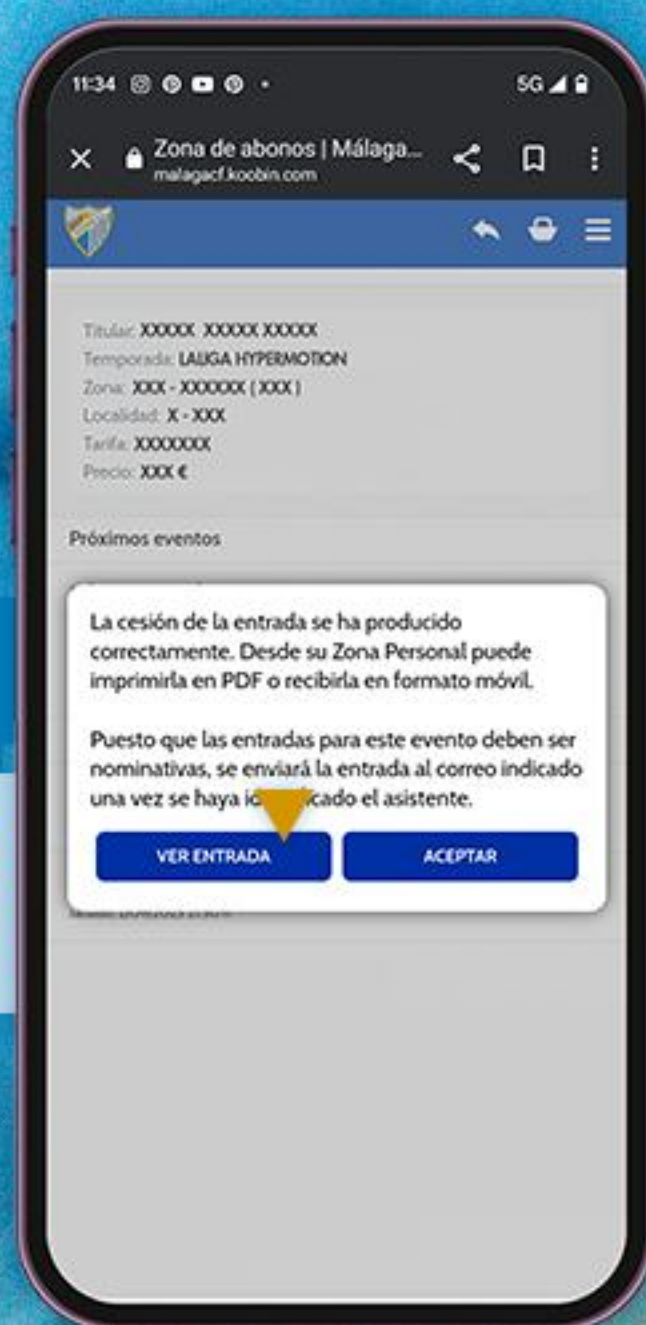 11:34
5G
Zona de abonos | Málaga...
malagacf.koobin.com
Titular: XXXXX XXXXX XXXXX
Temporada: LALIGA HYPERMOTION
Zona: XXX - XXXXXX ( XXX )
Localidad: X - XXX
Tarifa: XXXXXXX
Precio: XXX €
Próximos eventos
La cesión de la entrada se ha producido
correctamente. Desde su Zona Personal puede
imprimirla en PDF o recibirla en formato móvil.
Puesto que las entradas para este evento deben ser
nominativas, se enviará la entrada al correo indicado
una vez se haya el asistente.
VER ENTRADA
ACEPTAR